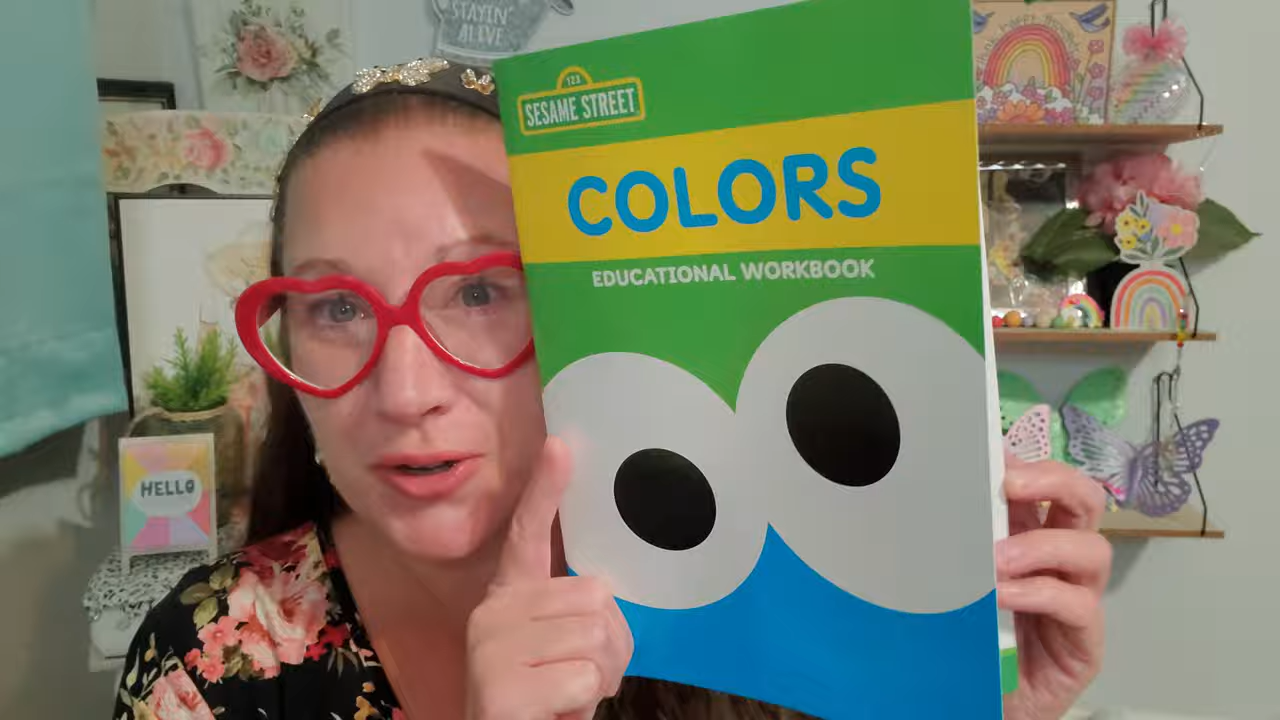 STAYIN'
ALIVE
123
SESAME STREET
COLORS
EDUCATIONAL WORKBOOK
HELLO